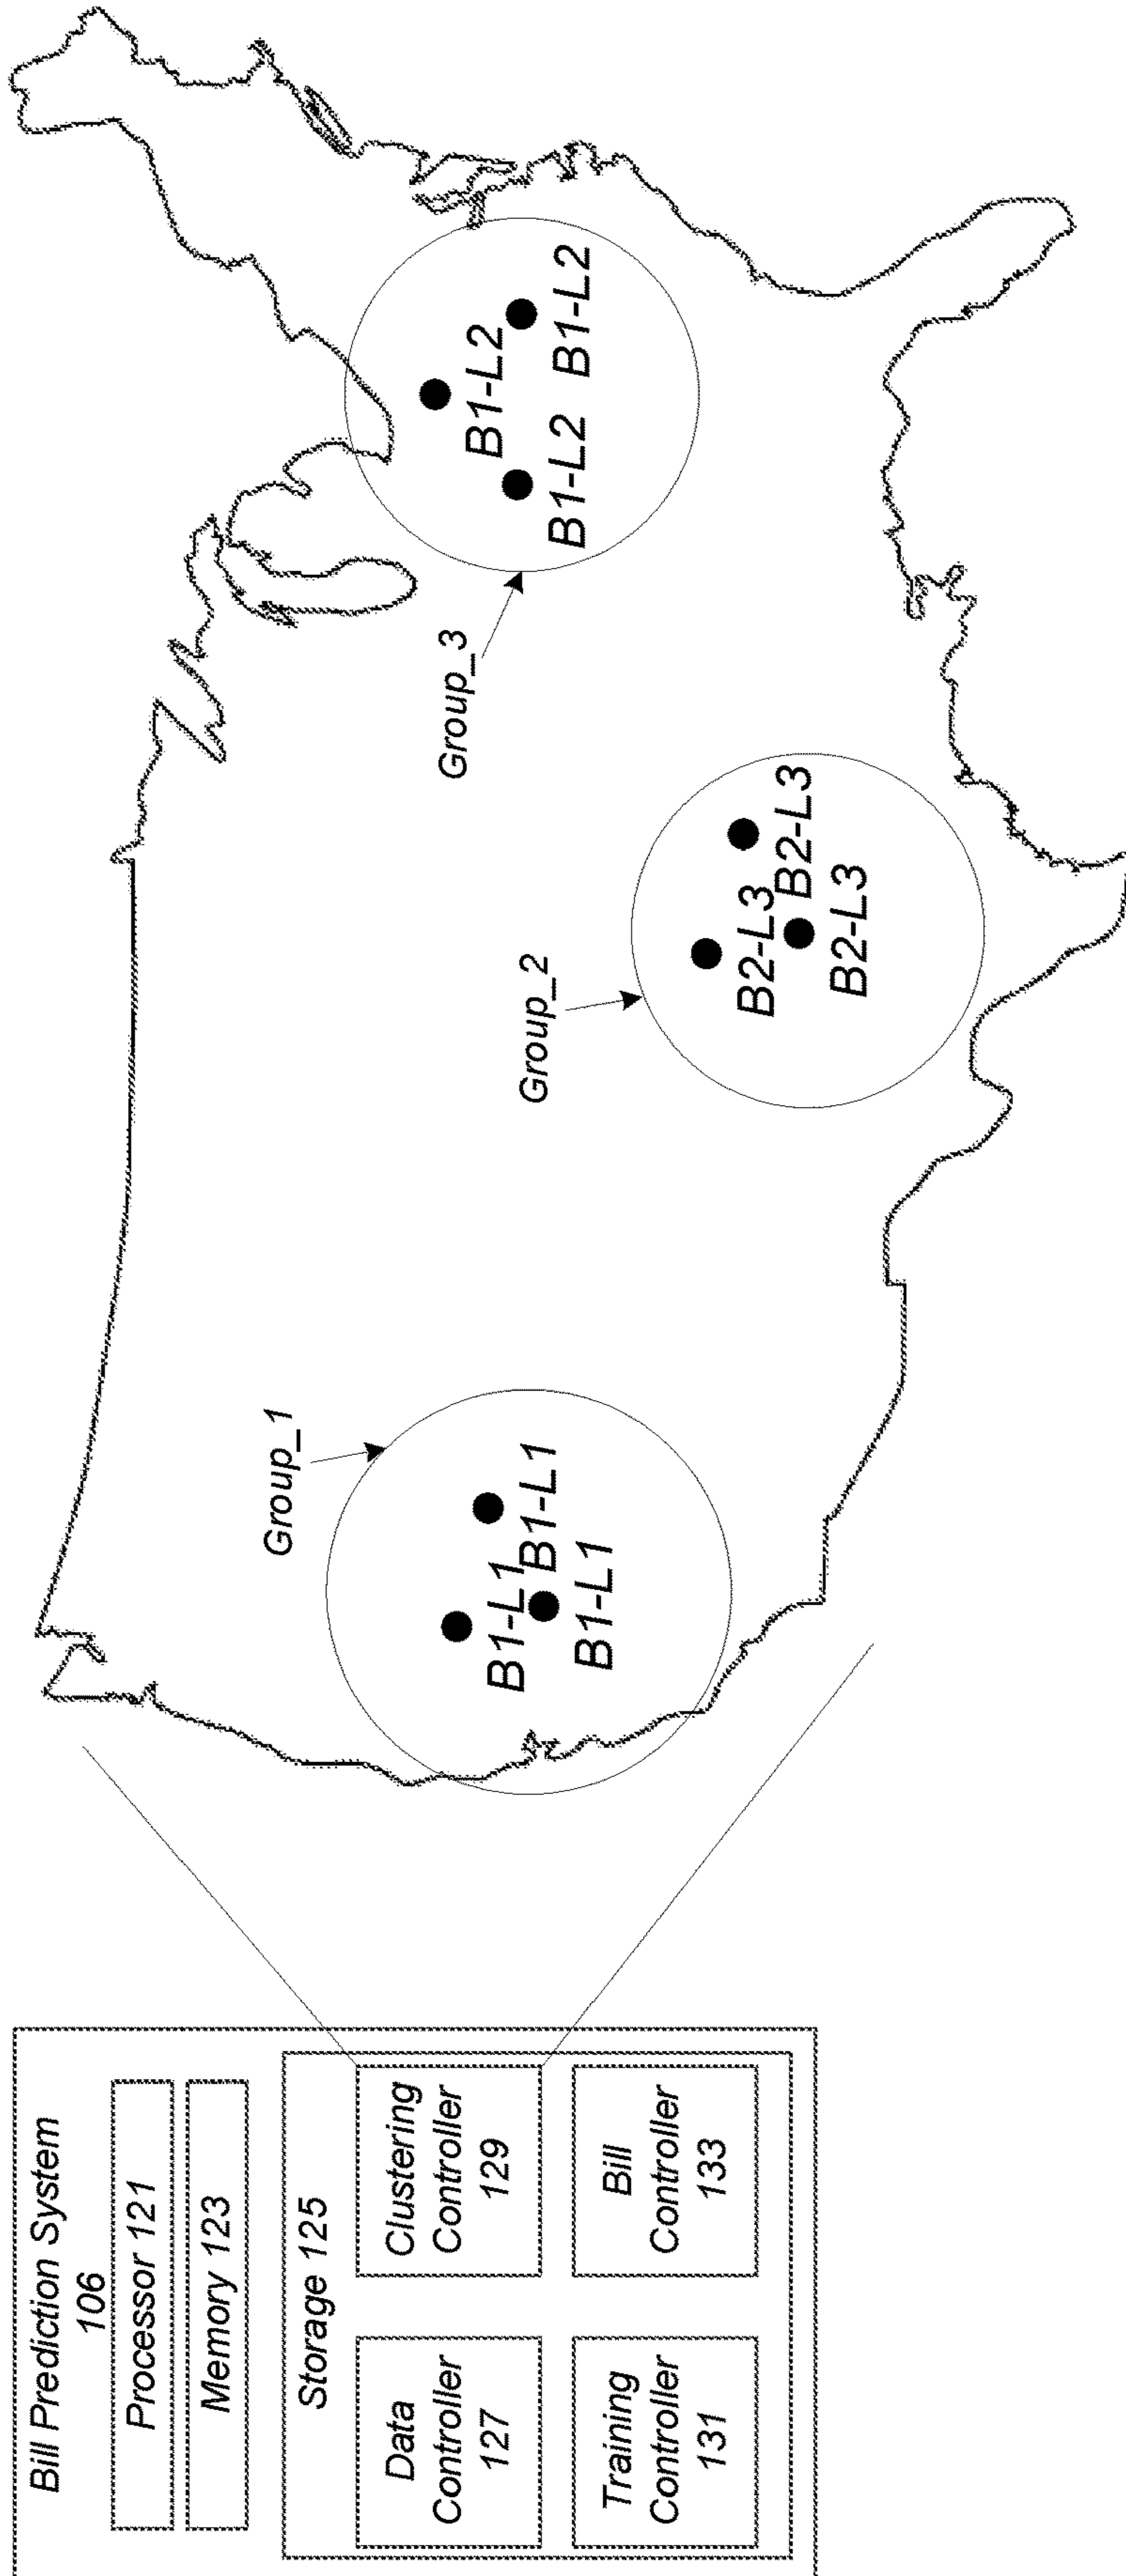 Bill Prediction System
106
Processor 121
Memory 123
Storage 125
Data
Controller
127
Clustering
Controller
129
Training
Controller
131
Bill
Controller
133
Group_1
B1-L1
B1-L1
B1-L1
Group_2
B2-L3
B2-L3
B2-L3
Group_3
B1-L2
B1-L2
B1-L2